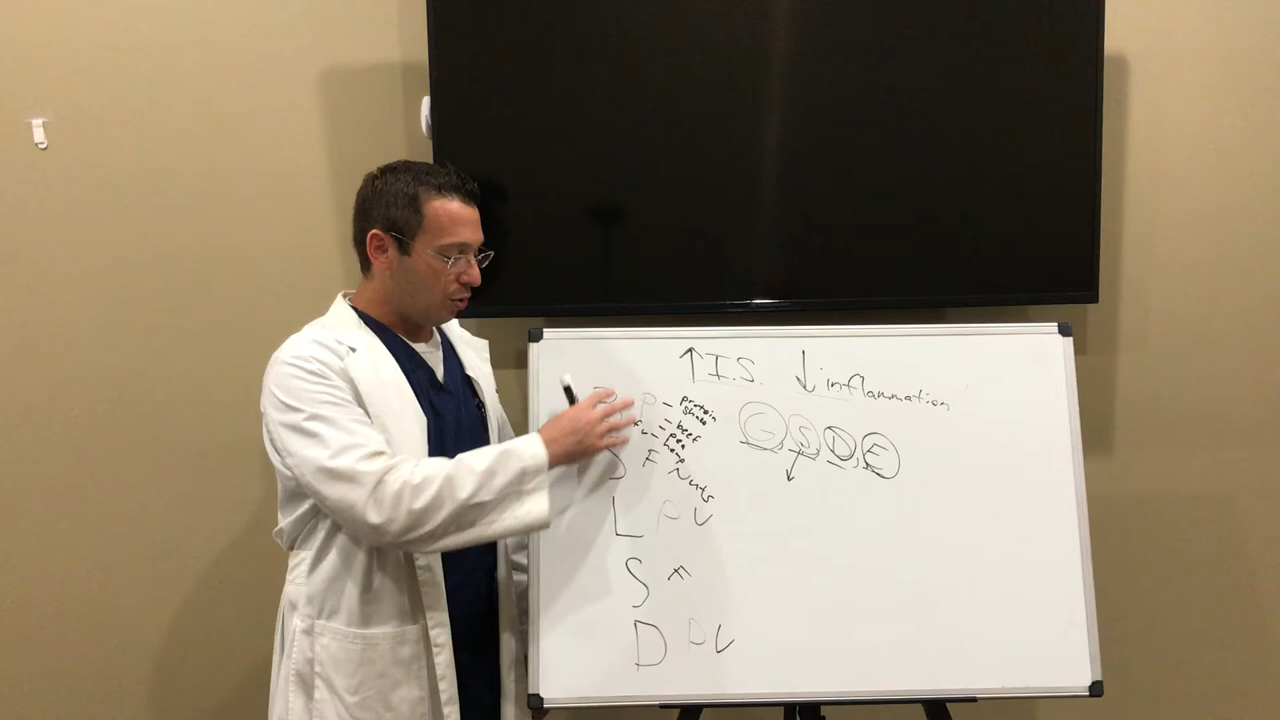 ↑I.S. ↓inflammation
P - protein
shake
G S D E
- beef
- pea
hemp
S F Nuts
L P V
S F
D P V